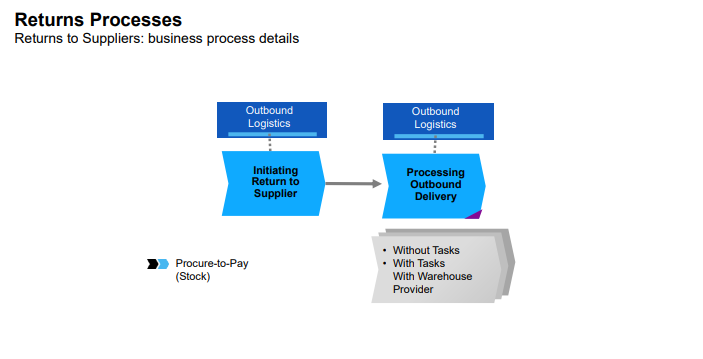 Returns Processes
Returns to Suppliers: business process details
Outbound
Logistics
Outbound
Logistics
Initiating
Return to
Supplier
Processing
Outbound
Delivery
• Without Tasks
• With Tasks
With Warehouse
Provider
Procure-to-Pay
(Stock)